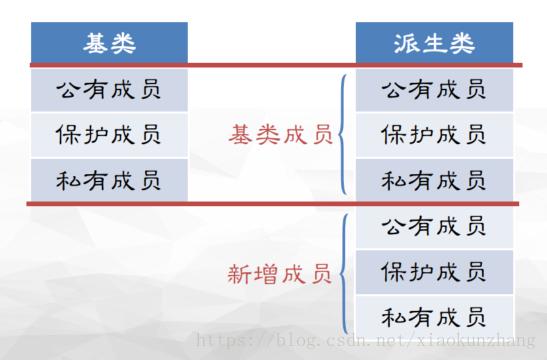 基类
派生类
公有成员
公有成员
保护成员
基类成员
保护成员
私有成员
私有成员
公有成员
新增成员
保护成员
私有成员
https://blog.csdn.net/xiaokunzhang